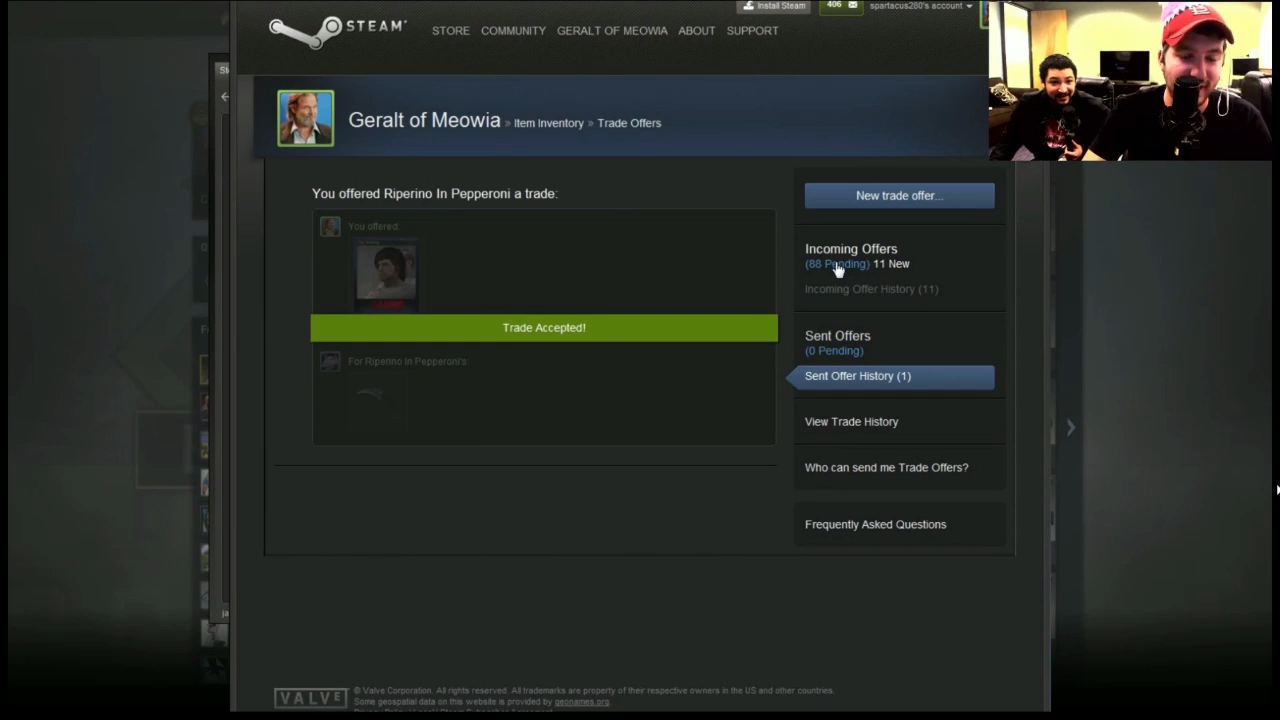 Install Steam
406
spartacus280's account
STEAM
STORE COMMUNITY GERALT OF MEOWIA ABOUT SUPPORT
Geralt of Meowia » Item Inventory » Trade Offers
You offered Riperino In Pepperoni a trade:
You offered:
Trade Accepted!
For Riperino In Pepperoni's:
New trade offer...
Incoming Offers
(88 Pending) 11 New
Incoming Offer History (11)
Sent Offers
(0 Pending)
Sent Offer History (1)
View Trade History
Who can send me Trade Offers?
Frequently Asked Questions
VALVE
© Valve Corporation. All rights reserved. All trademarks are property of their respective owners in the US and other countries.
Some geospatial data on this website is provided by geonames.org.